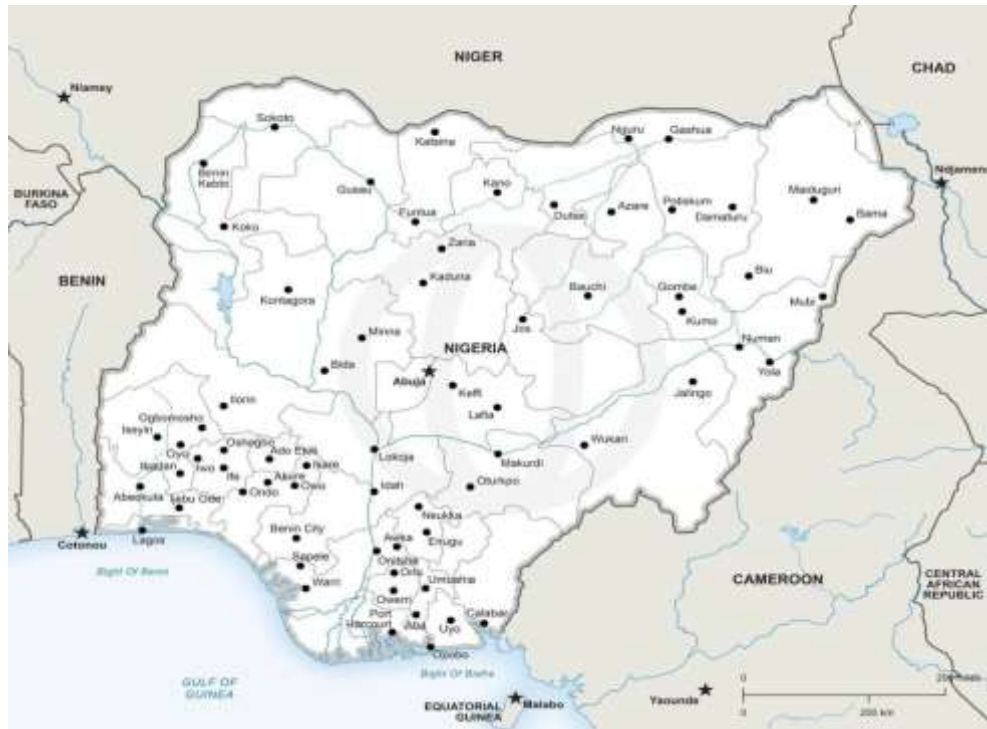 NIGER
CHAD
Niamey
Sokoto
Katsina
Nguru
Gashua
Ndjamena
BURKINA
FASO
Kebbi
Gusau
Kano
Maiduguri
Funtua
Dutse
Azare
Potiskum
Damaturu
Bama
Koko
Zaria
BENIN
Kaduna
Biu
Kontagora
Bauchi
Gombe
Mubi
Kumo
Jos
Minna
NIGERIA
Numan
Bida
Abuja
Yola
Keffi
Jalingo
Ilorin
Lafia
Ogbomosho
Iseyin
Oshogbo
Oyo
Ado Ekiti
Wukari
Lokoja
Ibadan
Iwo
Ife
Ikare
Makurdi
Akure
Owo
Abeokuta
Ondo
Idah
Oturkpo
Ijebu Ode
Nsukka
Lagos
Benin City
Awka
Enugu
Cotonou
Onitsha
Bight Of Benin
Sapele
Orlu
CAMEROON
CENTRAL
AFRICAN
REPUBLIC
Warri
Umuahia
Owerri
Port
Harcourt
Aba
Uyo
Calabar
Opobo
Bight Of Biafra
GULF OF
GUINEA
0
EQUATORIAL
GUINEA
Malabo
Yaounde
0
200 km